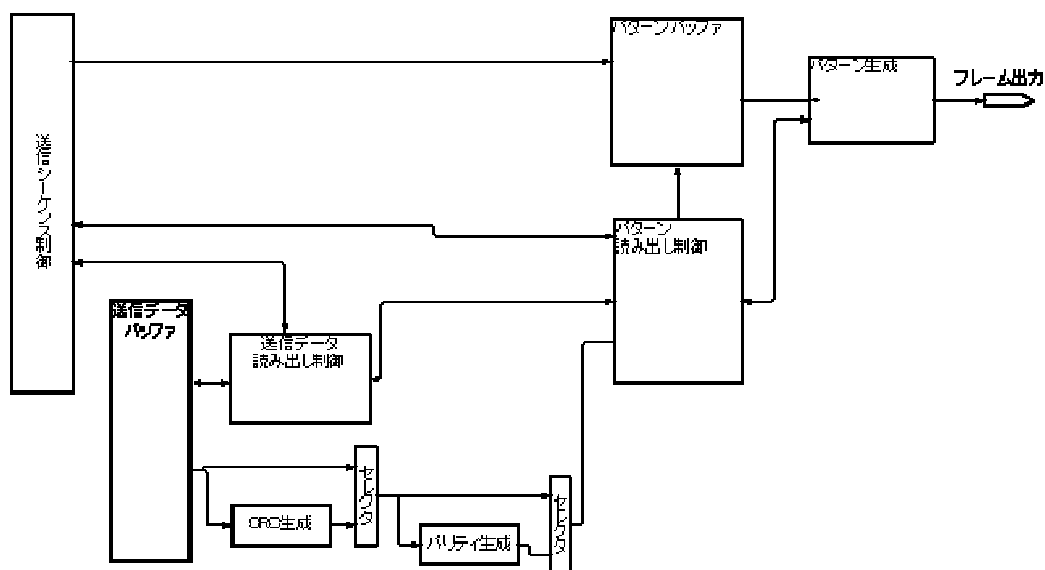 パターンバッファ
パターン生成
フレーム出力
送信シーケンス制御
パターン
読み出し制御
送信データ
バッファ
送信データ
読み出し制御
セレクタ
CRC生成
セレクタ
パリティ生成